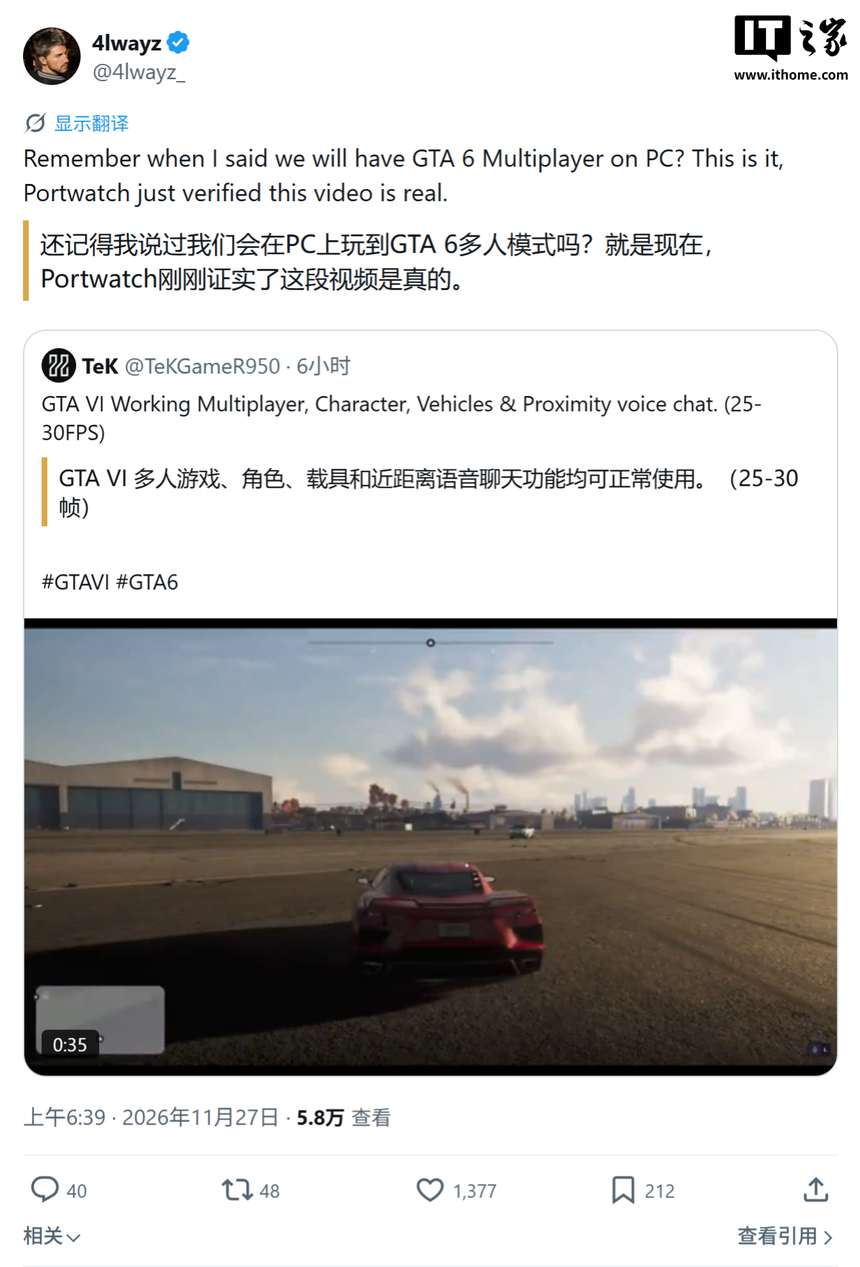 4lwayz
@4lwayz_
IT之家
www.ithome.com
显示翻译
Remember when I said we will have GTA 6 Multiplayer on PC? This is it,
Portwatch just verified this video is real.
还记得我说过我们会在PC上玩到GTA 6多人模式吗？就是现在，
Portwatch刚刚证实了这段视频是真的。
TeK @TeKGameR950 · 6小时
GTA VI Working Multiplayer, Character, Vehicles & Proximity voice chat. (25-
30FPS)
GTA VI 多人游戏、角色、载具和近距离语音聊天功能均可正常使用。（25-30
帧）
#GTAVI #GTA6
0:35
上午6:39 · 2026年11月27日 · 5.8万 查看
40 48 1,377 212
相关 查看引用